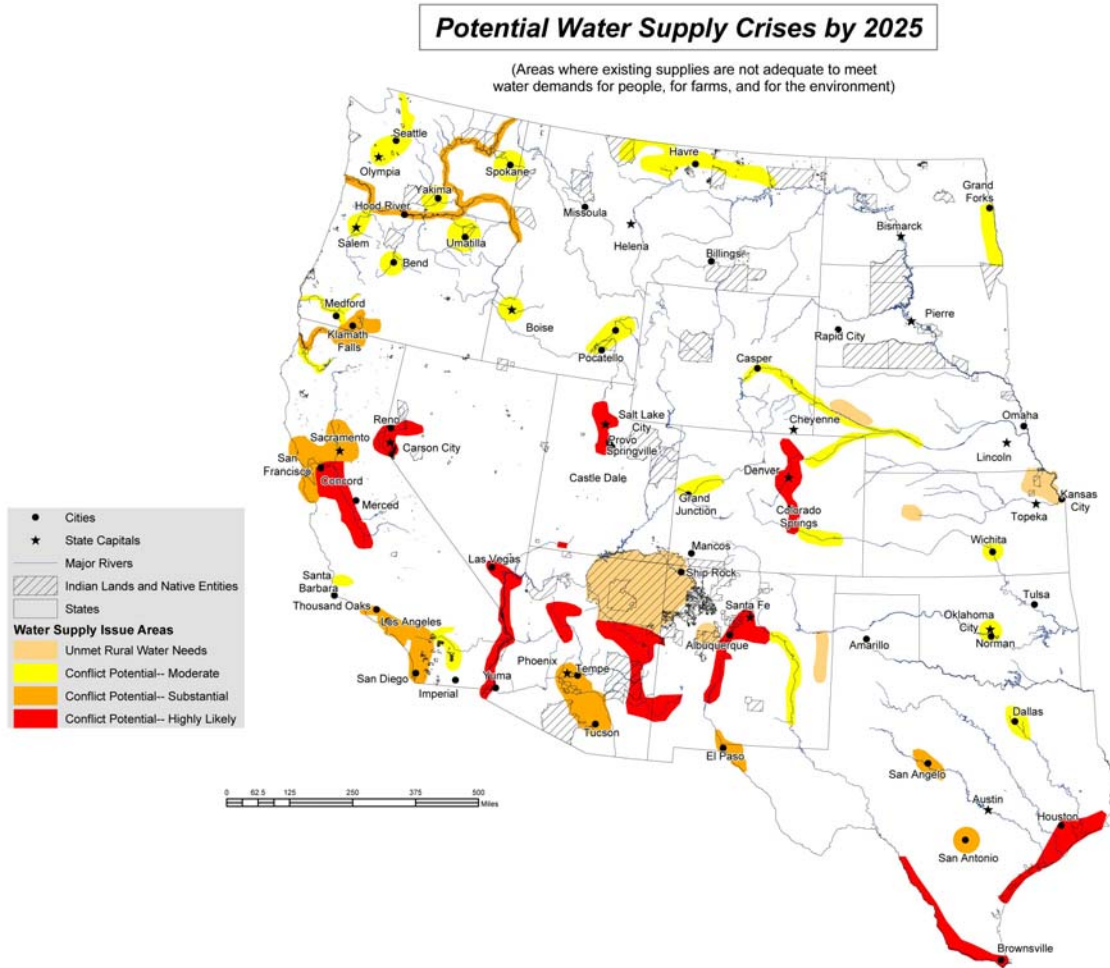 Potential Water Supply Crises by 2025
(Areas where existing supplies are not adequate to meet
water demands for people, for farms, and for the environment)
Seattle
Olympia
Spokane
Yakima
Hood River
Salem
Umatilla
Bend
Havre
Missoula
Helena
Billings
Grand
Forks
Bismarck
Medford
Klamath
Falls
Boise
Pocatello
Pierre
Rapid City
Casper
Cheyenne
Omaha
Lincoln
Reno
Carson City
Sacramento
San
Francisco
Concord
Merced
Salt Lake
City
Provo
Springville
Castle Dale
Denver
Grand
Junction
Colorado
Springs
Kansas
City
Topeka
Wichita
Mancos
Ship Rock
Las Vegas
Santa
Barbara
Thousand Oaks
Los Angeles
San Diego
Imperial
Yuma
Phoenix
Tempe
Tucson
Santa Fe
Albuquerque
Amarillo
Tulsa
Oklahoma
City
Norman
El Paso
Dallas
San Angelo
Austin
Houston
San Antonio
Brownsville
Cities
State Capitals
Major Rivers
Indian Lands and Native Entities
States
Water Supply Issue Areas
Unmet Rural Water Needs
Conflict Potential-- Moderate
Conflict Potential-- Substantial
Conflict Potential-- Highly Likely
0 62.5 125 250 375 500
Miles